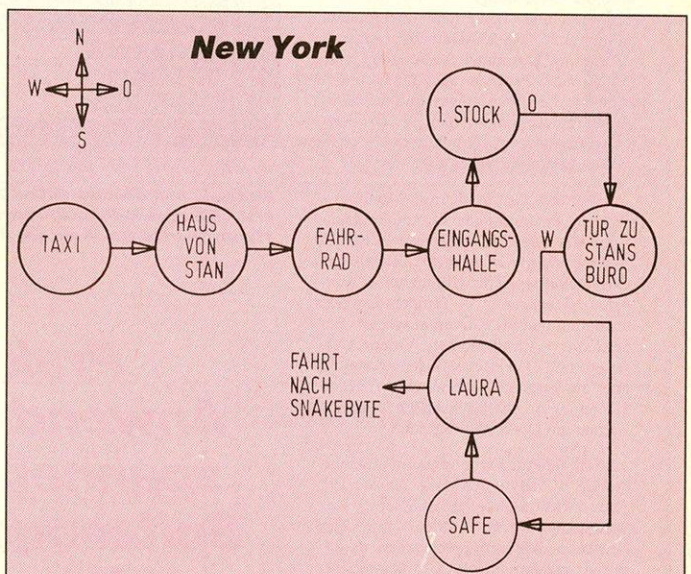 New York
N
W O
S
1. STOCK
O
TAXI
HAUS
VON
STAN
FAHR-
RAD
EINGANGS-
HALLE
W
TÜR ZU
STANS
BÜRO
FAHRT
NACH
SNAKEBYTE
LAURA
SAFE